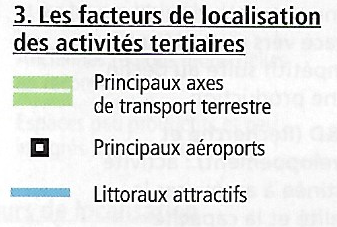 3. Les facteurs de localisation
des activités tertiaires
Principaux axes
de transport terrestre
Principaux aéroports
Littoraux attractifs